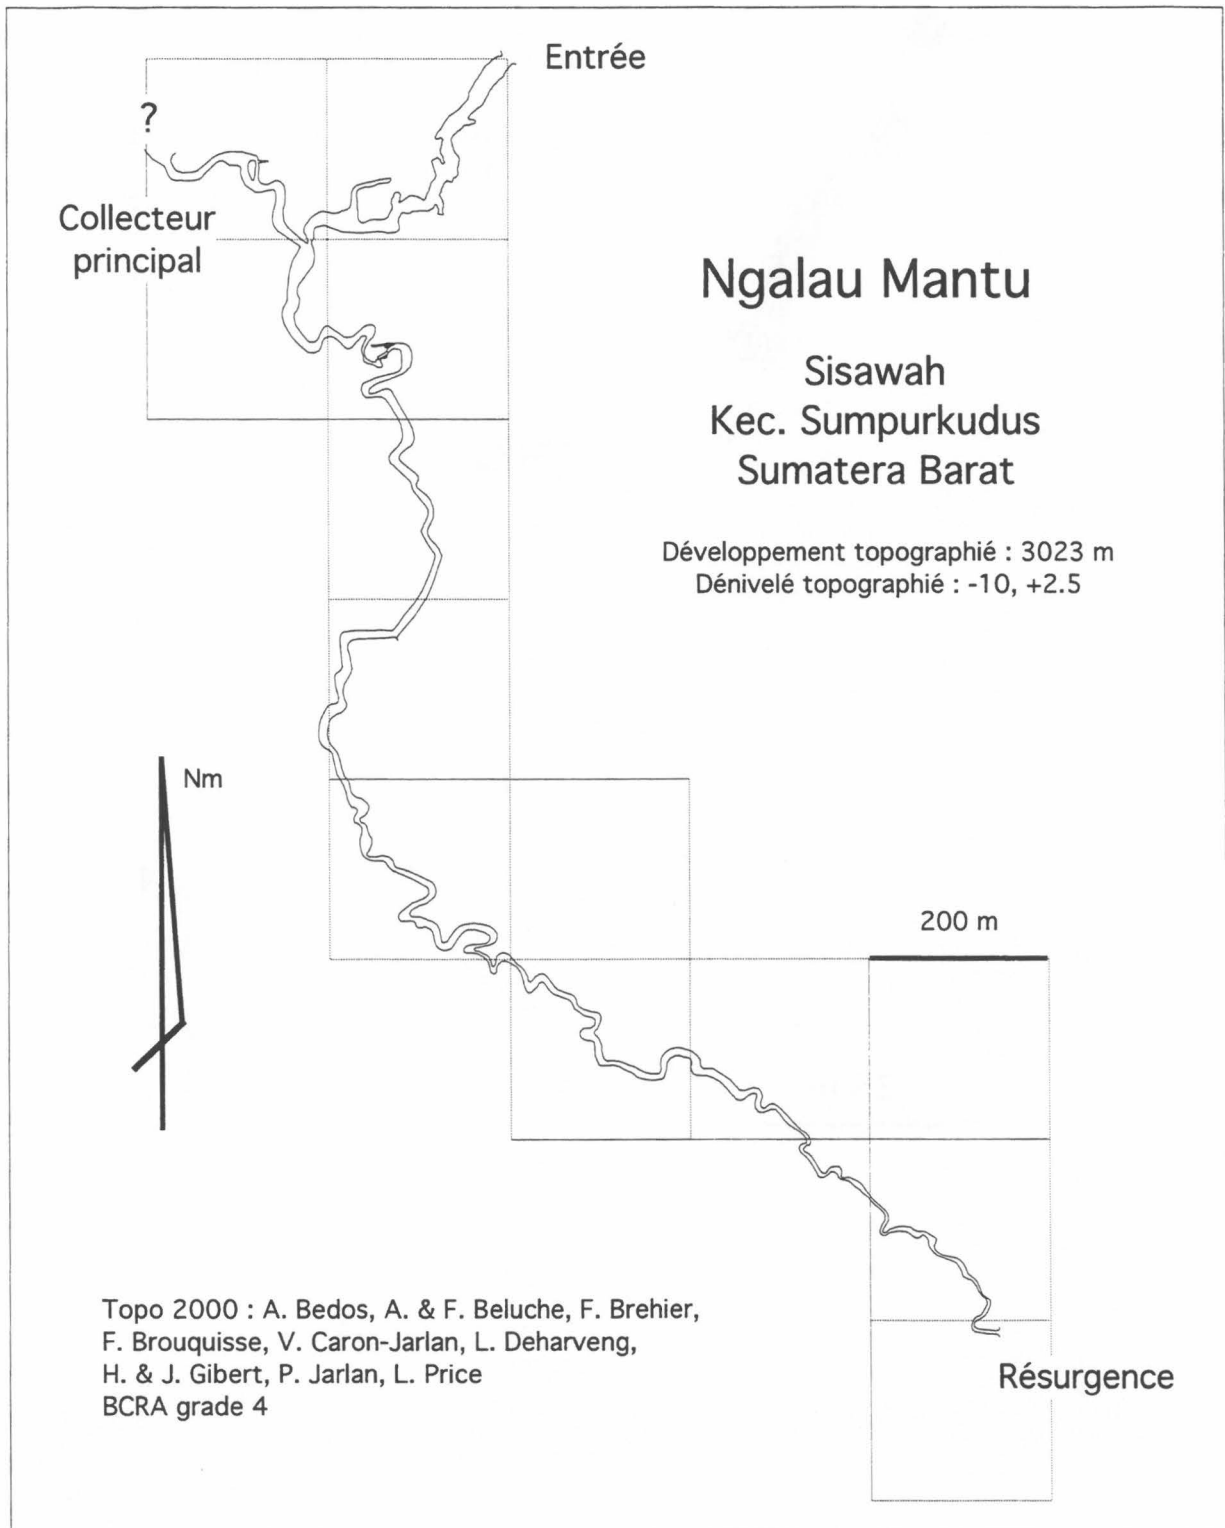 Entrée
?
Collecteur
principal
Ngalau Mantu
Sisawah
Kec. Sumpurkudus
Sumatera Barat
Développement topographié : 3023 m
Dénivelé topographié : -10, +2.5
Nm
200 m
Topo 2000 : A. Bedos, A. & F. Beluche, F. Brehier,
F. Brouquisse, V. Caron-Jarlan, L. Deharveng,
H. & J. Gibert, P. Jarlan, L. Price
BCRA grade 4
Résurgence